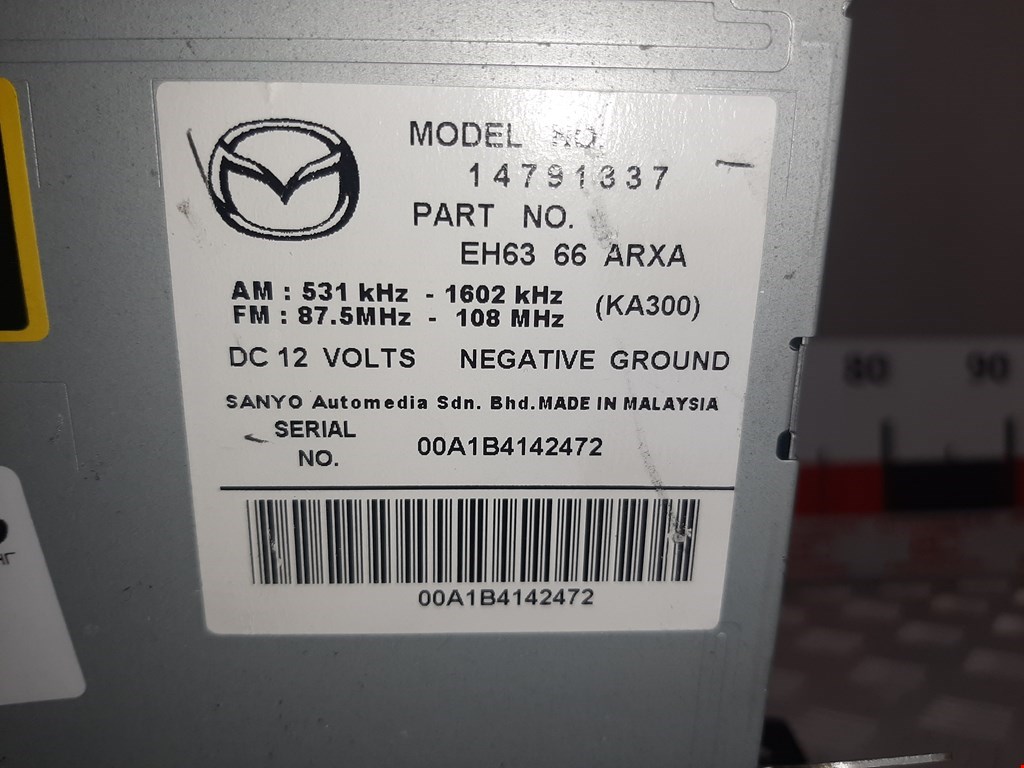 MODEL NO.
14791337
PART NO.
EH63 66 ARXA
AM : 531 kHz - 1602 kHz
FM : 87.5MHz - 108 MHz
(KA300)
DC 12 VOLTS NEGATIVE GROUND
SANYO Automedia Sdn. Bhd.MADE IN MALAYSIA
SERIAL
NO.
00A1B4142472
00A1B4142472
80 90